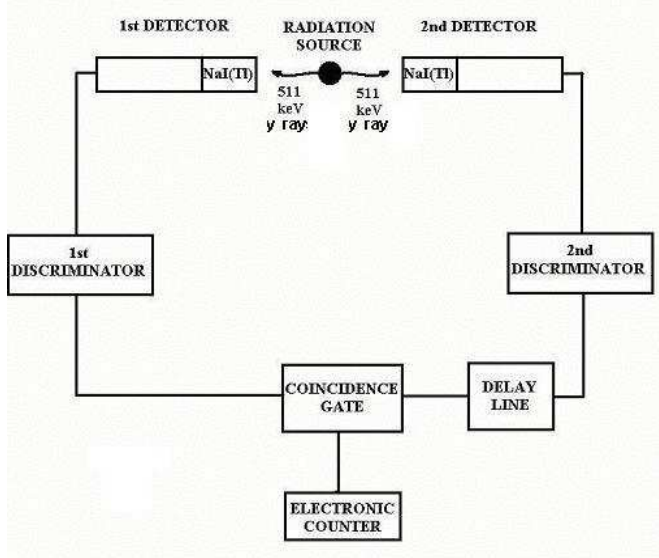 1st DETECTOR
RADIATION
SOURCE
2nd DETECTOR
NaI(Tl)
NaI(Tl)
511
keV
y ray
511
keV
y ray
1st
DISCRIMINATOR
2nd
DISCRIMINATOR
COINCIDENCE
GATE
DELAY
LINE
ELECTRONIC
COUNTER